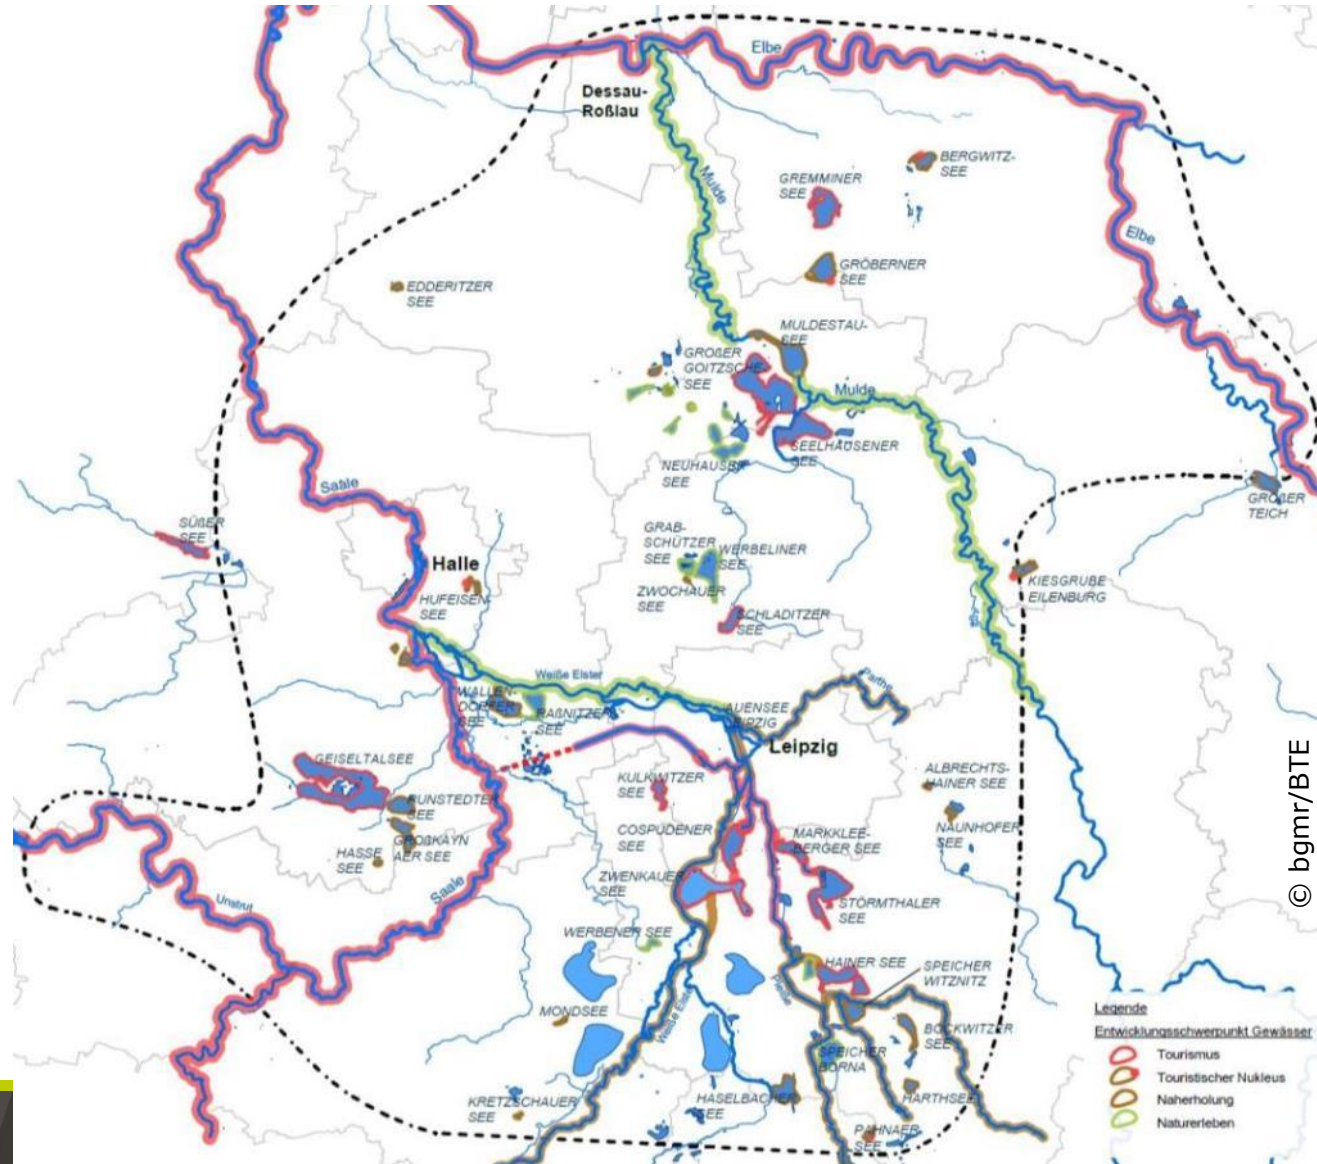 Elbe
Dessau-
Roßlau
BERGWITZ-
SEE
Mulde
GREMMINER
SEE
Elbe
GRÖBERNER
SEE
EDDERITZER
SEE
MULDESTAU-
SEE
GROßER
GOITZSCHE-
SEE
Mulde
SEELHAUSENER
SEE
NEUHAUSER
SEE
Saale
GROßER
TEICH
SÜßER
SEE
GRAB-
SCHÜTZER
SEE
WERBELINER
SEE
Halle
ZWOCHAUER
SEE
KIESGRUBE
EILENBURG
HUFEISEN-
SEE
SCHLADITZER
SEE
Weiße Elster
Parthe
WALLEN-
DORFER
SEE
RAßNITZER
SEE
AUENSEE
LEIPZIG
Leipzig
GEISELTALSEE
KULKWITZER
SEE
ALBRECHTS-
HAINER SEE
RUNSTEDTER
SEE
NAUNHOFER
SEE
COSPUDENER
SEE
MARKKLEE-
BERGER SEE
GROßKAYN
AER SEE
HASSE
SEE
ZWENKAUER
SEE
Saale
Unstrut
STÖRMTHALER
SEE
WERBENER SEE
HAINER SEE
SPEICHER
WITZNITZ
Pleiße
MONDSEE
Weiße Elster
BOCKWITZER
SEE
SPEICHER
BORNA
KRETZSCHAUER
SEE
HASELBACHER
SEE
HARTHSEE
PAHNAER
SEE
© bgmr/BTE
Legende
Entwicklungsschwerpunkt Gewässer
Tourismus
Touristischer Nukleus
Naherholung
Naturerleben